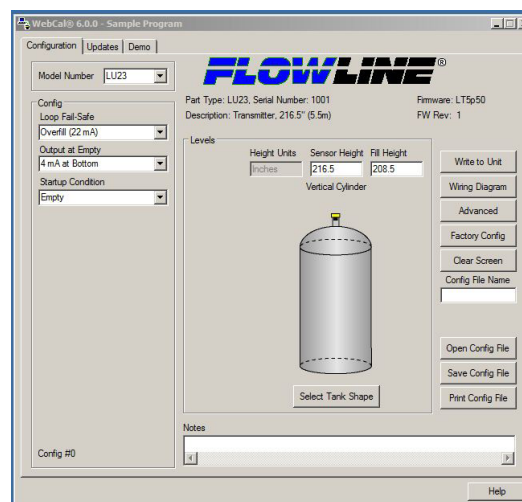 WebCal® 6.0.0 - Sample Program
Configuration Updates Demo
Model Number LU23
FLOWLINE®
Part Type: LU23, Serial Number: 1001 Firmware: LT5p50
Description: Transmitter, 216.5" (5.5m) FW Rev: 1
Config
Loop Fail-Safe
Overfill (22 mA)
Output at Empty
4 mA at Bottom
Startup Condition
Empty
Config #0
Levels
Height Units Sensor Height Fill Height
Inches 216.5 208.5
Vertical Cylinder
Select Tank Shape
Write to Unit
Wiring Diagram
Advanced
Factory Config
Clear Screen
Config File Name
Open Config File
Save Config File
Print Config File
Notes
Help